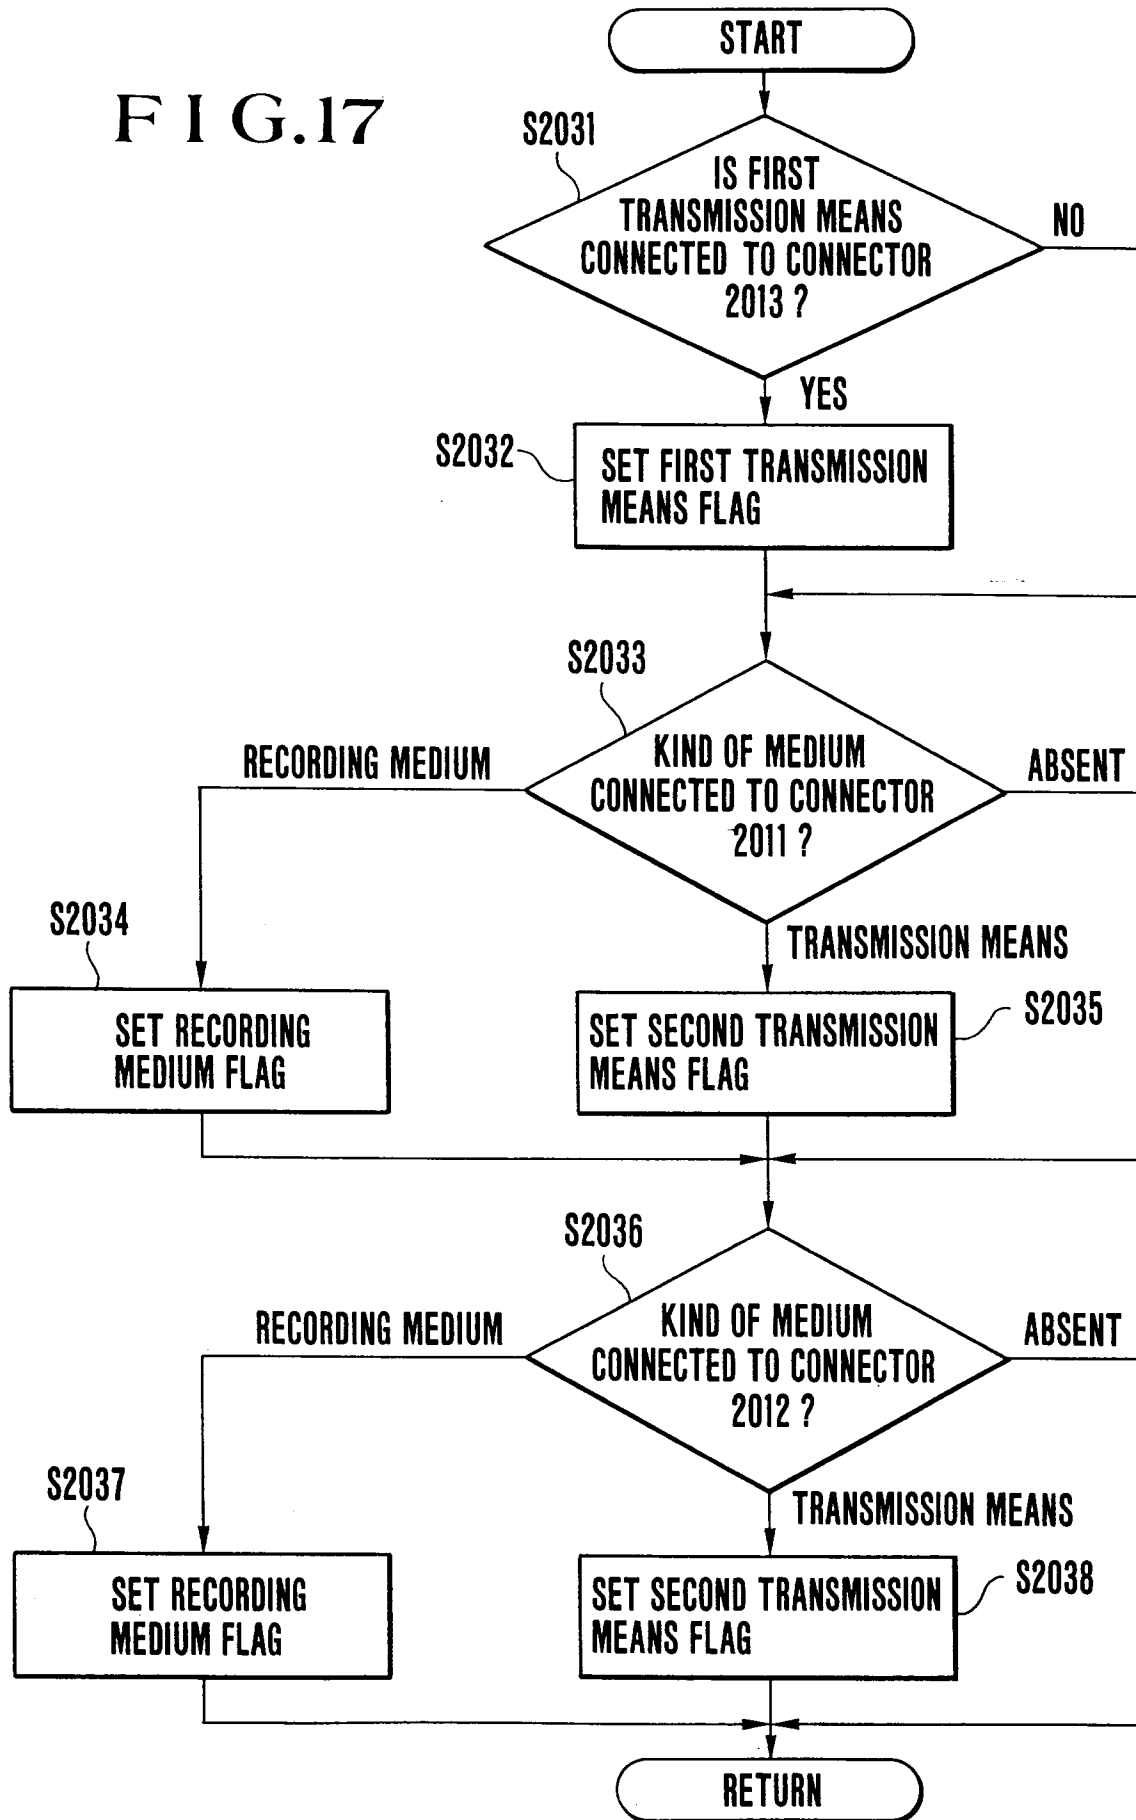 START
FIG.17
S2031
IS FIRST
TRANSMISSION MEANS
CONNECTED TO CONNECTOR
2013 ?
NO
YES
S2032
SET FIRST TRANSMISSION
MEANS FLAG
S2033
RECORDING MEDIUM
KIND OF MEDIUM
CONNECTED TO CONNECTOR
2011 ?
ABSENT
S2034
TRANSMISSION MEANS
SET RECORDING
MEDIUM FLAG
SET SECOND TRANSMISSION
MEANS FLAG
S2035
S2036
RECORDING MEDIUM
KIND OF MEDIUM
CONNECTED TO CONNECTOR
2012 ?
ABSENT
S2037
TRANSMISSION MEANS
SET RECORDING
MEDIUM FLAG
SET SECOND TRANSMISSION
MEANS FLAG
S2038
RETURN